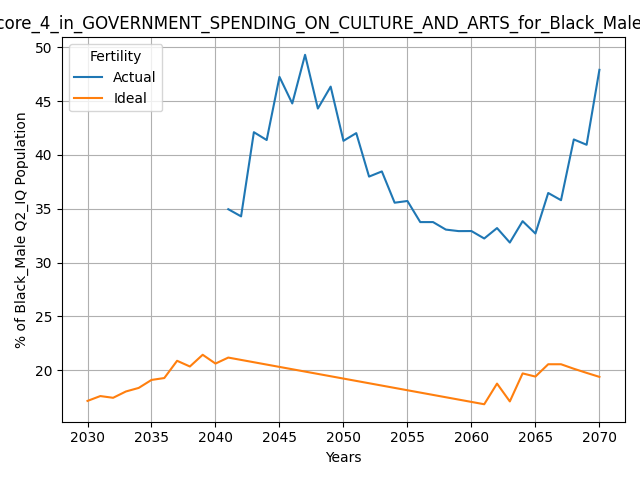 core_4_in_GOVERNMENT_SPENDING_ON_CULTURE_AND_ARTS_for_Black_Male
Fertility
Actual
Ideal
% of Black_Male Q2_IQ Population
50
45
40
35
30
25
20
2030 2035 2040 2045 2050 2055 2060 2065 2070
Years